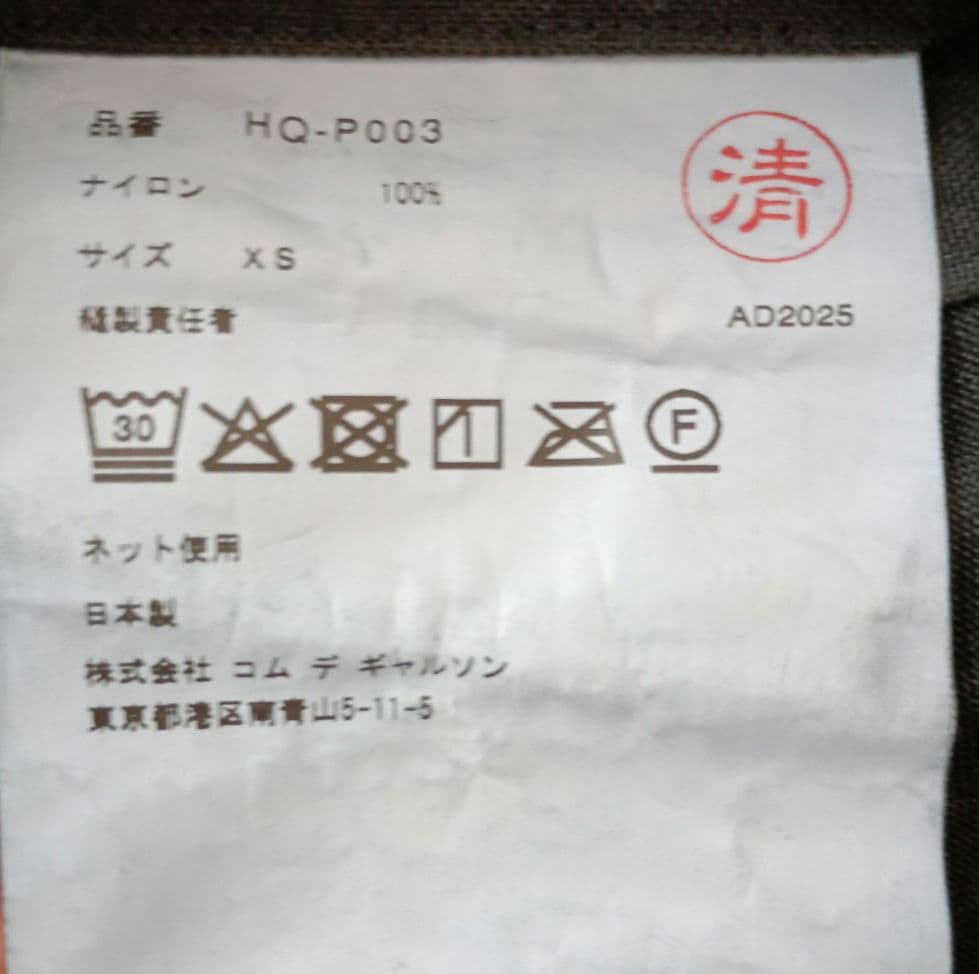 品番 HQ-P003
清
ナイロン 100%
サイズ XS
縫製責任者
AD2025
30
F
ネット使用
日本製
株式会社 コム デ ギャルソン
東京都港区南青山5-11-5